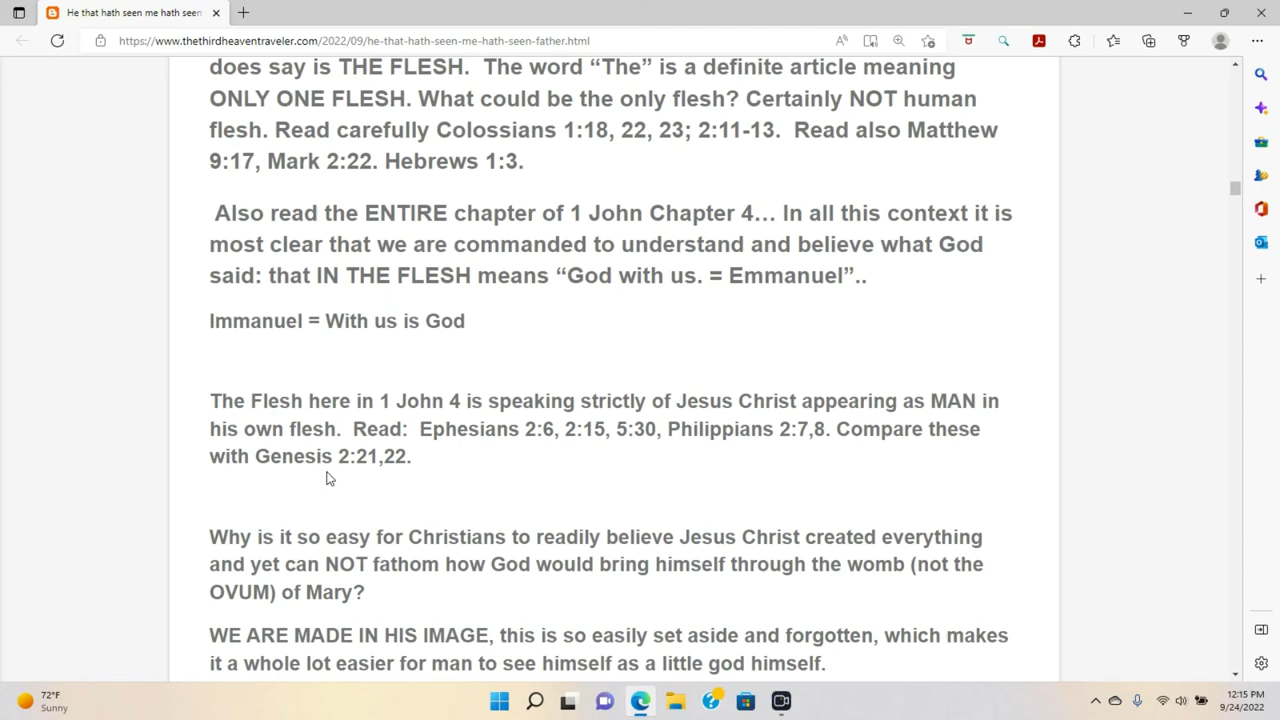 He that hath seen me hath seen
https://www.thethirdheaventraveler.com/2022/09/he-that-hath-seen-me-hath-seen-father.html
does say is THE FLESH.  The word “The” is a definite article meaning
ONLY ONE FLESH. What could be the only flesh? Certainly NOT human
flesh. Read carefully Colossians 1:18, 22, 23; 2:11-13.  Read also Matthew
9:17, Mark 2:22. Hebrews 1:3.
Also read the ENTIRE chapter of 1 John Chapter 4… In all this context it is
most clear that we are commanded to understand and believe what God
said: that IN THE FLESH means “God with us. = Emmanuel”..
Immanuel = With us is God
The Flesh here in 1 John 4 is speaking strictly of Jesus Christ appearing as MAN in
his own flesh.  Read:  Ephesians 2:6, 2:15, 5:30, Philippians 2:7,8. Compare these
with Genesis 2:21,22.
Why is it so easy for Christians to readily believe Jesus Christ created everything
and yet can NOT fathom how God would bring himself through the womb (not the
OVUM) of Mary?
WE ARE MADE IN HIS IMAGE, this is so easily set aside and forgotten, which makes
it a whole lot easier for man to see himself as a little god himself.
72°F
Sunny
12:15 PM
9/24/2022